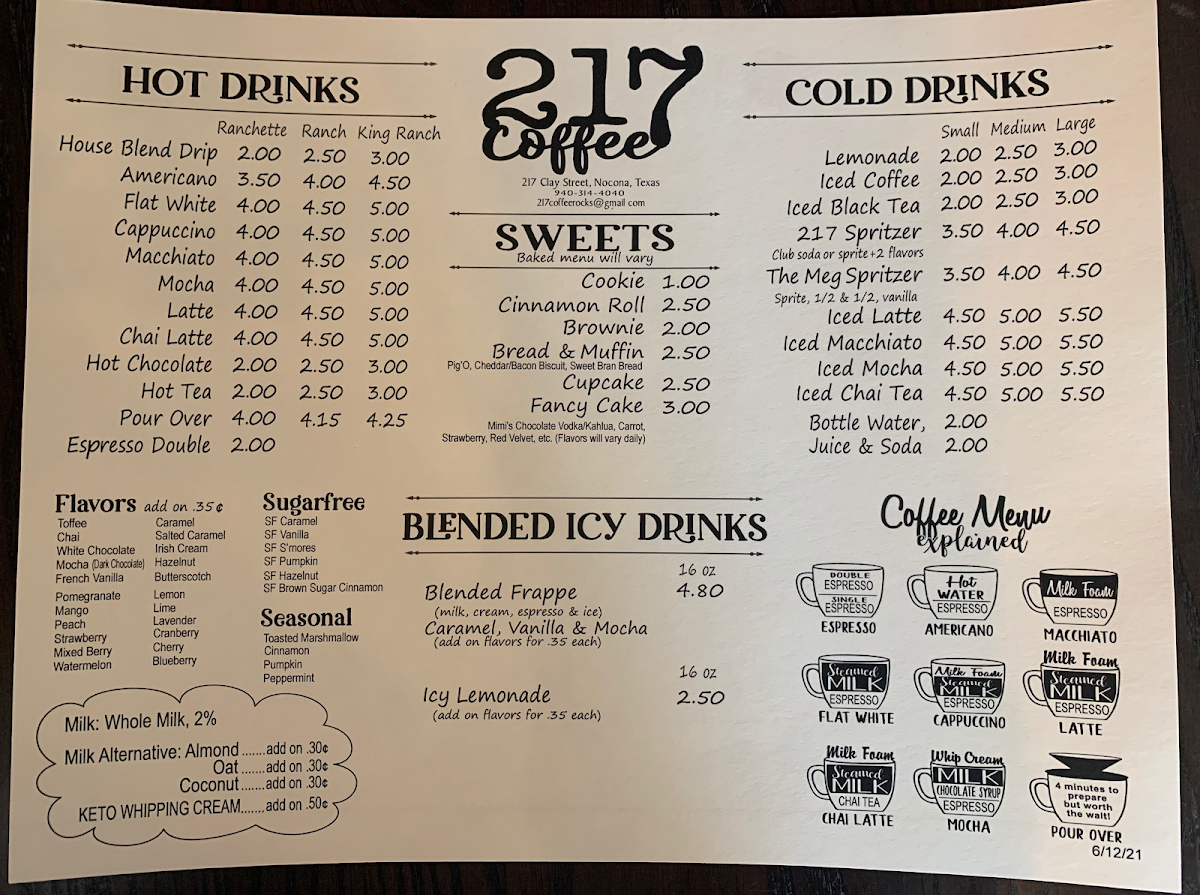 HOT DRINKS
Ranchette Ranch King Ranch
House Blend Drip 2.00 2.50 3.00
Americano 3.50 4.00 4.50
Flat White 4.00 4.50 5.00
Cappuccino 4.00 4.50 5.00
Macchiato 4.00 4.50 5.00
Mocha 4.00 4.50 5.00
Latte 4.00 4.50 5.00
Chai Latte 4.00 4.50 5.00
Hot Chocolate 2.00 2.50 3.00
Hot Tea 2.00 2.50 3.00
Pour Over 4.00 4.15 4.25
Espresso Double 2.00
217
Coffee
217 Clay Street, Nocona, Texas
940-314-4040
217coffeerocks@gmail.com
SWEETS
Baked menu will vary
Cookie 1.00
Cinnamon Roll 2.50
Brownie 2.00
Bread & Muffin 2.50
Pig'O, Cheddar/Bacon Biscuit, Sweet Bran Bread
Cupcake 2.50
Fancy Cake 3.00
Mimi's Chocolate Vodka/Kahlua, Carrot,
Strawberry, Red Velvet, etc. (Flavors will vary daily)
COLD DRINKS
Small Medium Large
Lemonade 2.00 2.50 3.00
Iced Coffee 2.00 2.50 3.00
Iced Black Tea 2.00 2.50 3.00
217 Spritzer 3.50 4.00 4.50
Club soda or sprite +2 flavors
The Meg Spritzer 3.50 4.00 4.50
Sprite, 1/2 & 1/2, vanilla
Iced Latte 4.50 5.00 5.50
Iced Macchiato 4.50 5.00 5.50
Iced Mocha 4.50 5.00 5.50
Iced Chai Tea 4.50 5.00 5.50
Bottle Water, 2.00
Juice & Soda 2.00
Flavors add on .35¢
Toffee
Chai
White Chocolate
Mocha (Dark Chocolate)
French Vanilla
Pomegranate
Mango
Peach
Strawberry
Mixed Berry
Watermelon
Caramel
Salted Caramel
Irish Cream
Hazelnut
Butterscotch
Lemon
Lime
Lavender
Cranberry
Cherry
Blueberry
Sugarfree
SF Caramel
SF Vanilla
SF S'mores
SF Pumpkin
SF Hazelnut
SF Brown Sugar Cinnamon
Seasonal
Toasted Marshmallow
Cinnamon
Pumpkin
Peppermint
Milk: Whole Milk, 2%
Milk Alternative: Almond.......add on .30¢
Oat.......add on .30¢
Coconut.......add on .30¢
KETO WHIPPING CREAM.......add on .50¢
BLENDED ICY DRINKS
16 oz
Blended Frappe 4.80
(milk, cream, espresso & ice)
Caramel, Vanilla & Mocha
(add on flavors for .35 each)
16 oz
Icy Lemonade 2.50
(add on flavors for .35 each)
Coffee Menu
explained
DOUBLE
ESPRESSO
SINGLE
ESPRESSO
ESPRESSO
Hot
WATER
ESPRESSO
AMERICANO
Milk Foam
ESPRESSO
MACCHIATO
Steamed
MILK
ESPRESSO
FLAT WHITE
Milk Foam
Steamed
MILK
ESPRESSO
CAPPUCCINO
Milk Foam
Steamed
MILK
ESPRESSO
LATTE
Milk Foam
Steamed
MILK
CHAI TEA
CHAI LATTE
Whip Cream
MILK
CHOCOLATE SYRUP
ESPRESSO
MOCHA
4 minutes to
prepare
but worth
the wait!
POUR OVER
6/12/21